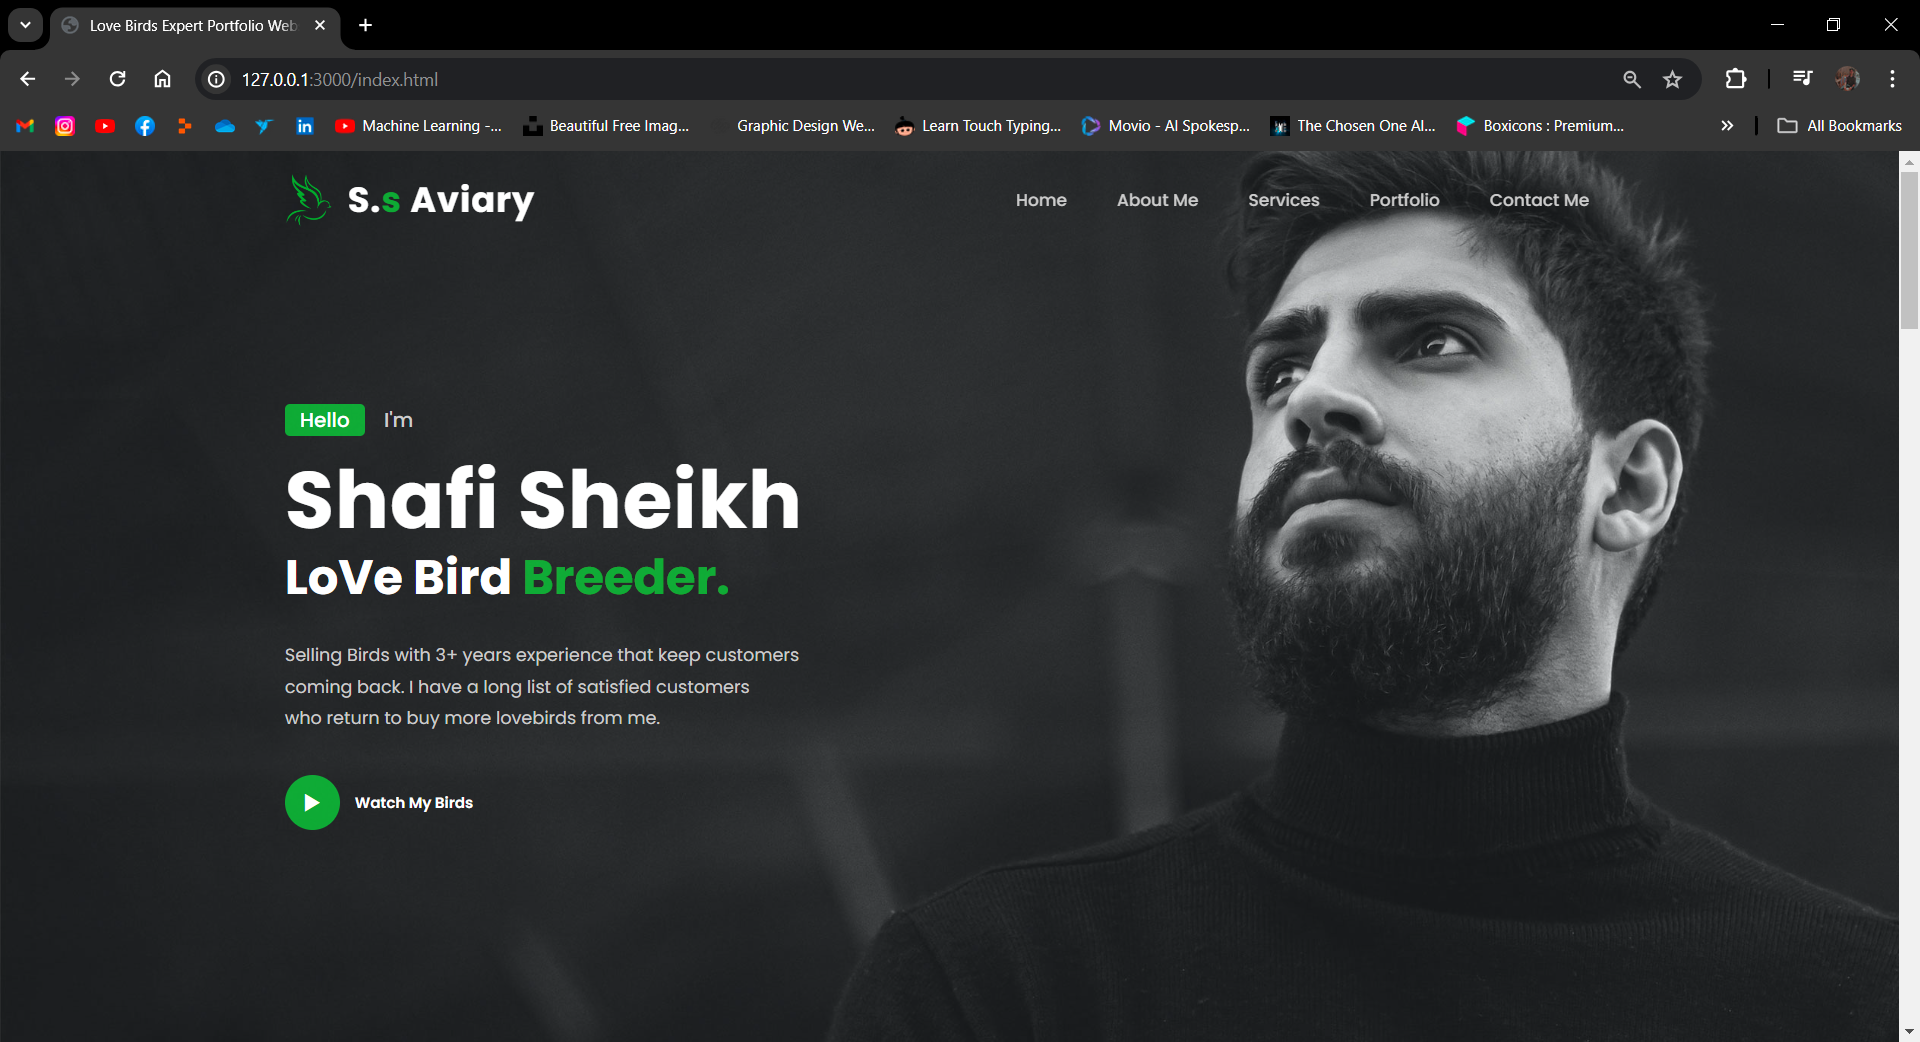 Love Birds Expert Portfolio Web
127.0.0.1:3000/index.html
Machine Learning -...
Beautiful Free Imag...
Graphic Design We...
Learn Touch Typing...
Movio - AI Spokesp...
The Chosen One AI...
Boxicons : Premium...
All Bookmarks
S.s Aviary
Home
About Me
Services
Portfolio
Contact Me
Hello I'm
Shafi Sheikh
LoVe Bird Breeder.
Selling Birds with 3+ years experience that keep customers
coming back. I have a long list of satisfied customers
who return to buy more lovebirds from me.
Watch My Birds